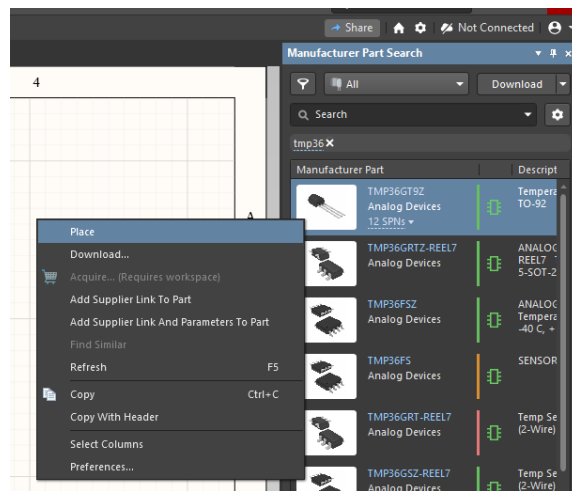 Share
Not Connected
Manufacturer Part Search
4
All
Download
Search
tmp36
Manufacturer Part
Descript
TMP36GT9Z
Analog Devices
12 SPNs
Tempera
TO-92
A
Place
Download...
Acquire... (Requires workspace)
Add Supplier Link To Part
Add Supplier Link And Parameters To Part
Find Similar
Refresh F5
Copy Ctrl+C
Copy With Header
Select Columns
Preferences...
TMP36GRTZ-REEL7
Analog Devices
ANALOG
REEL7
5-SOT-2
TMP36FSZ
Analog Devices
ANALOG
Tempera
-40 C, +
TMP36FS
Analog Devices
SENSOR
TMP36GRT-REEL7
Analog Devices
Temp Se
(2-Wire)
TMP36GSZ-REEL7
Analog Devices
Temp Se
(2-Wire)